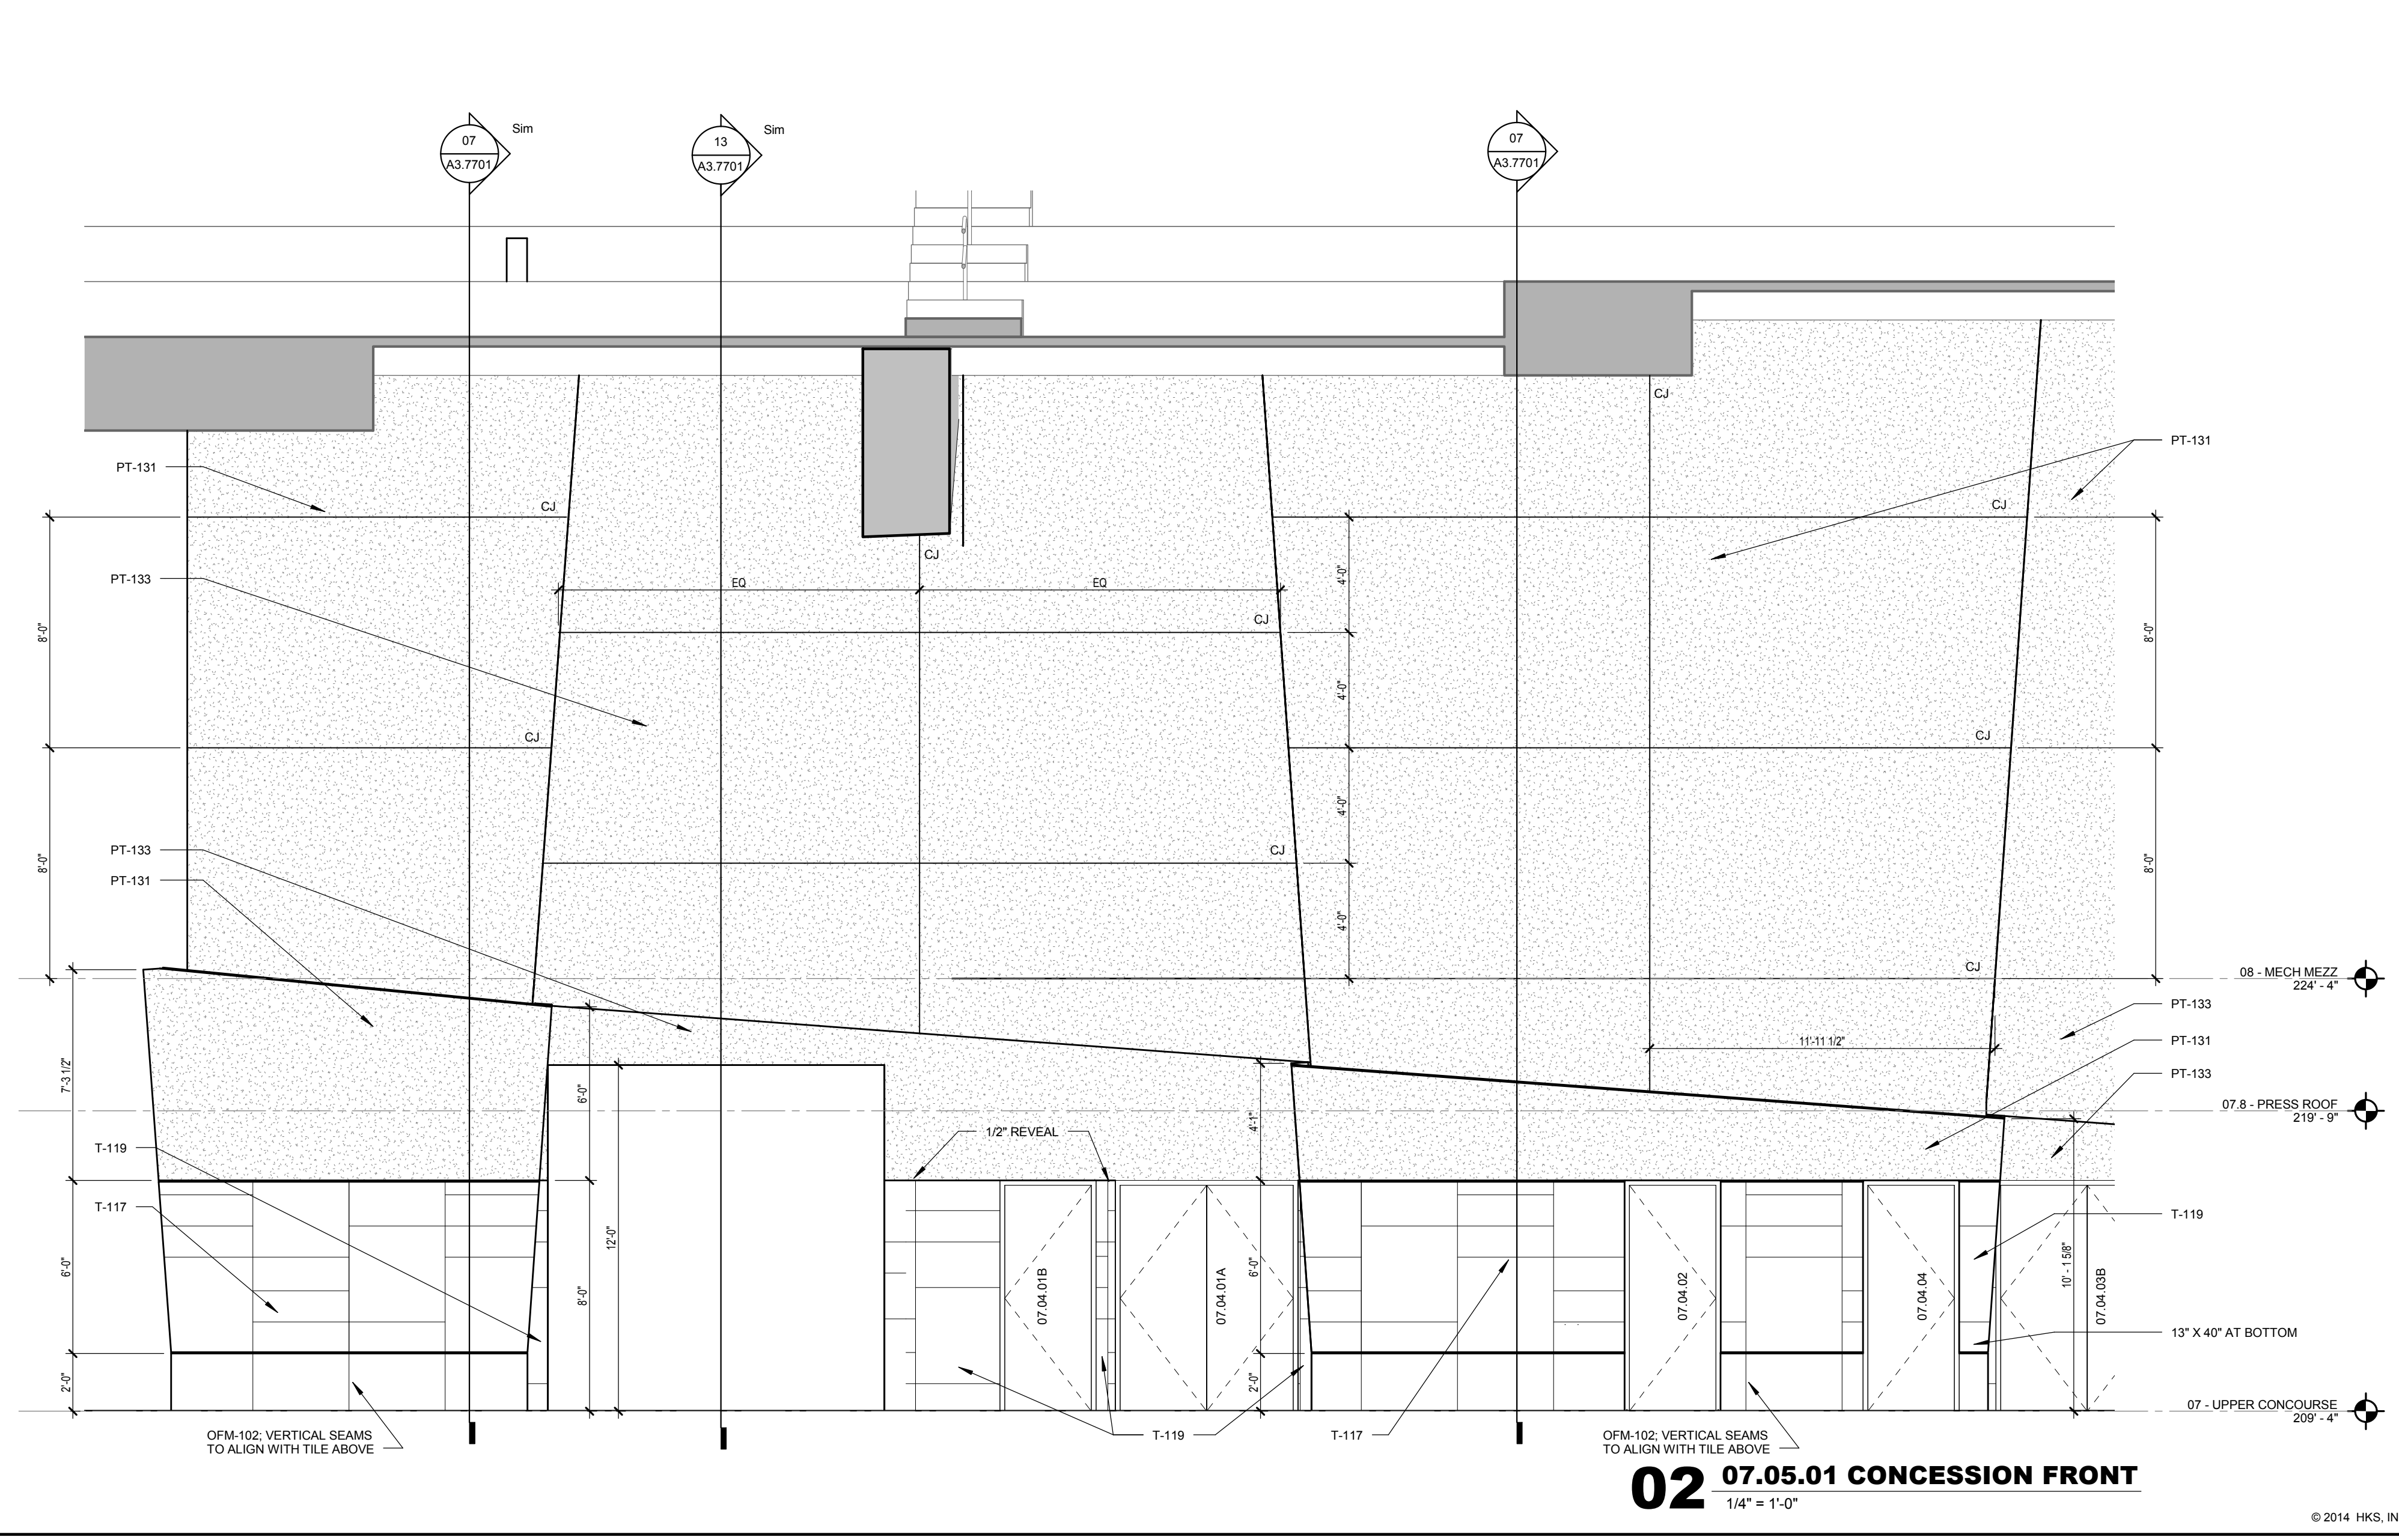 07
A3.7701
Sim
13
A3.7701
Sim
07
A3.7701
CJ
PT-131
PT-131
CJ
CJ
CJ
4'-0"
PT-133
EQ
EQ
CJ
8'-0"
8'-0"
4'-0"
CJ
CJ
4'-0"
PT-133
CJ
8'-0"
8'-0"
PT-131
4'-0"
CJ
08 - MECH MEZZ
224' - 4"
PT-133
11'-11 1/2"
PT-131
7'-3 1/2"
PT-133
6'-0"
07.8 - PRESS ROOF
219' - 9"
4'-1"
1/2" REVEAL
T-119
T-117
T-119
12'-0"
6'-0"
6'-0"
10' - 1 5/8"
8'-0"
07.04.01B
07.04.01A
07.04.02
07.04.04
07.04.03B
13" X 40" AT BOTTOM
2'-0"
2'-0"
07 - UPPER CONCOURSE
209' - 4"
OFM-102; VERTICAL SEAMS
TO ALIGN WITH TILE ABOVE
T-119
T-117
OFM-102; VERTICAL SEAMS
TO ALIGN WITH TILE ABOVE
02 07.05.01 CONCESSION FRONT
1/4" = 1'-0"
© 2014 HKS, IN